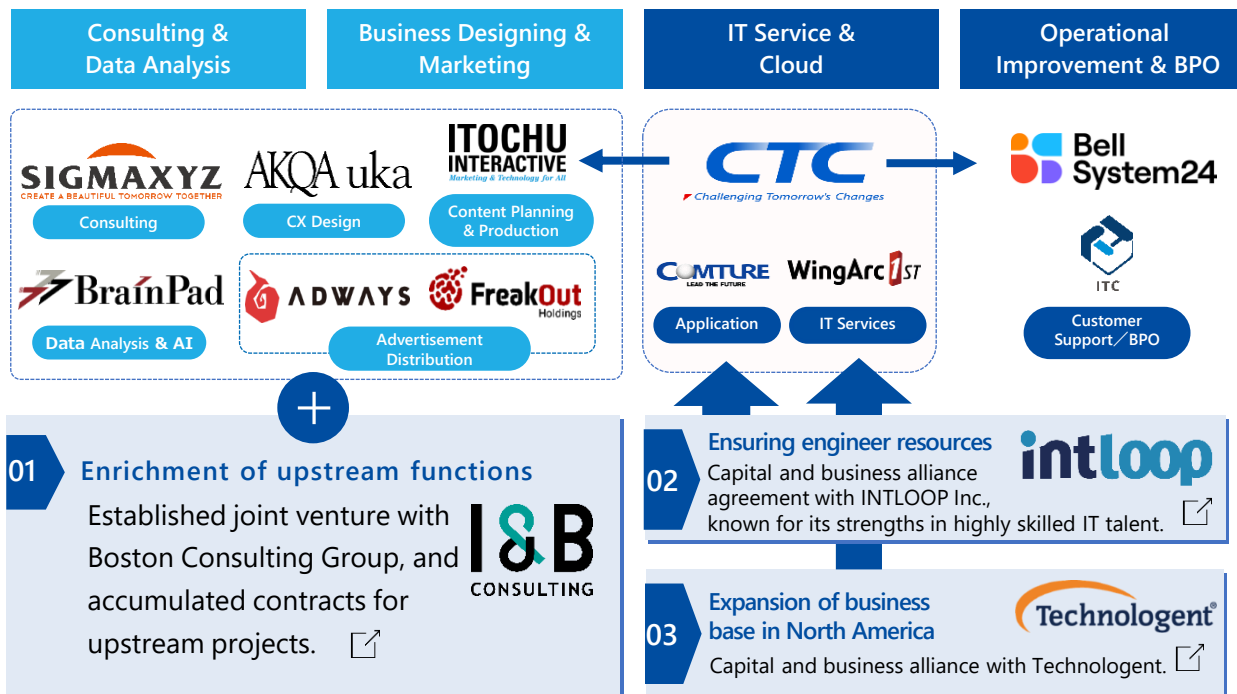 Consulting &
Data Analysis
Business Designing &
Marketing
IT Service &
Cloud
Operational
Improvement & BPO
SIGMAXYZ
CREATE A BEAUTIFUL TOMORROW TOGETHER
Consulting
AKQA uka
CX Design
ITOCHU
INTERACTIVE
Marketing & Technology for All
Content Planning
& Production
BrainPad
Data Analysis & AI
ADWAYS
FreakOut
Holdings
Advertisement
Distribution
CTC
Challenging Tomorrow's Changes
COMTURE
LEAD THE FUTURE
Application
WingArc1ST
IT Services
Bell
System24
ITC
Customer
Support／BPO
+
01
Enrichment of upstream functions
Established joint venture with
Boston Consulting Group, and
accumulated contracts for
upstream projects.
I&B
CONSULTING
02
Ensuring engineer resources
Capital and business alliance
agreement with INTLOOP Inc.,
known for its strengths in highly skilled IT talent.
intloop
03
Expansion of business
base in North America
Capital and business alliance with Technologent.
Technologent®